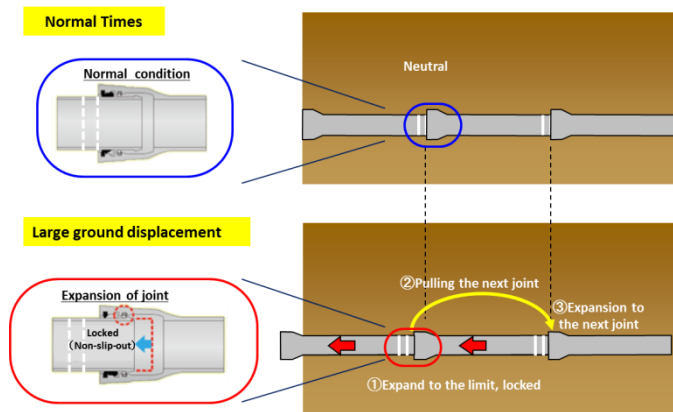 Normal Times
Normal condition
Neutral
Large ground displacement
Expansion of joint
Locked
(Non-slip-out)
②Pulling the next joint
③Expansion to
the next joint
①Expand to the limit, locked